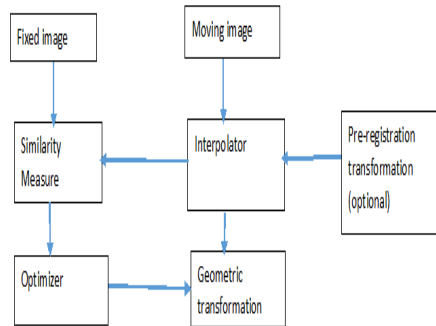 Fixed image
Moving image
Similarity
Measure
Interpolator
Pre-registration
transformation
(optional)
Optimizer
Geometric
transformation